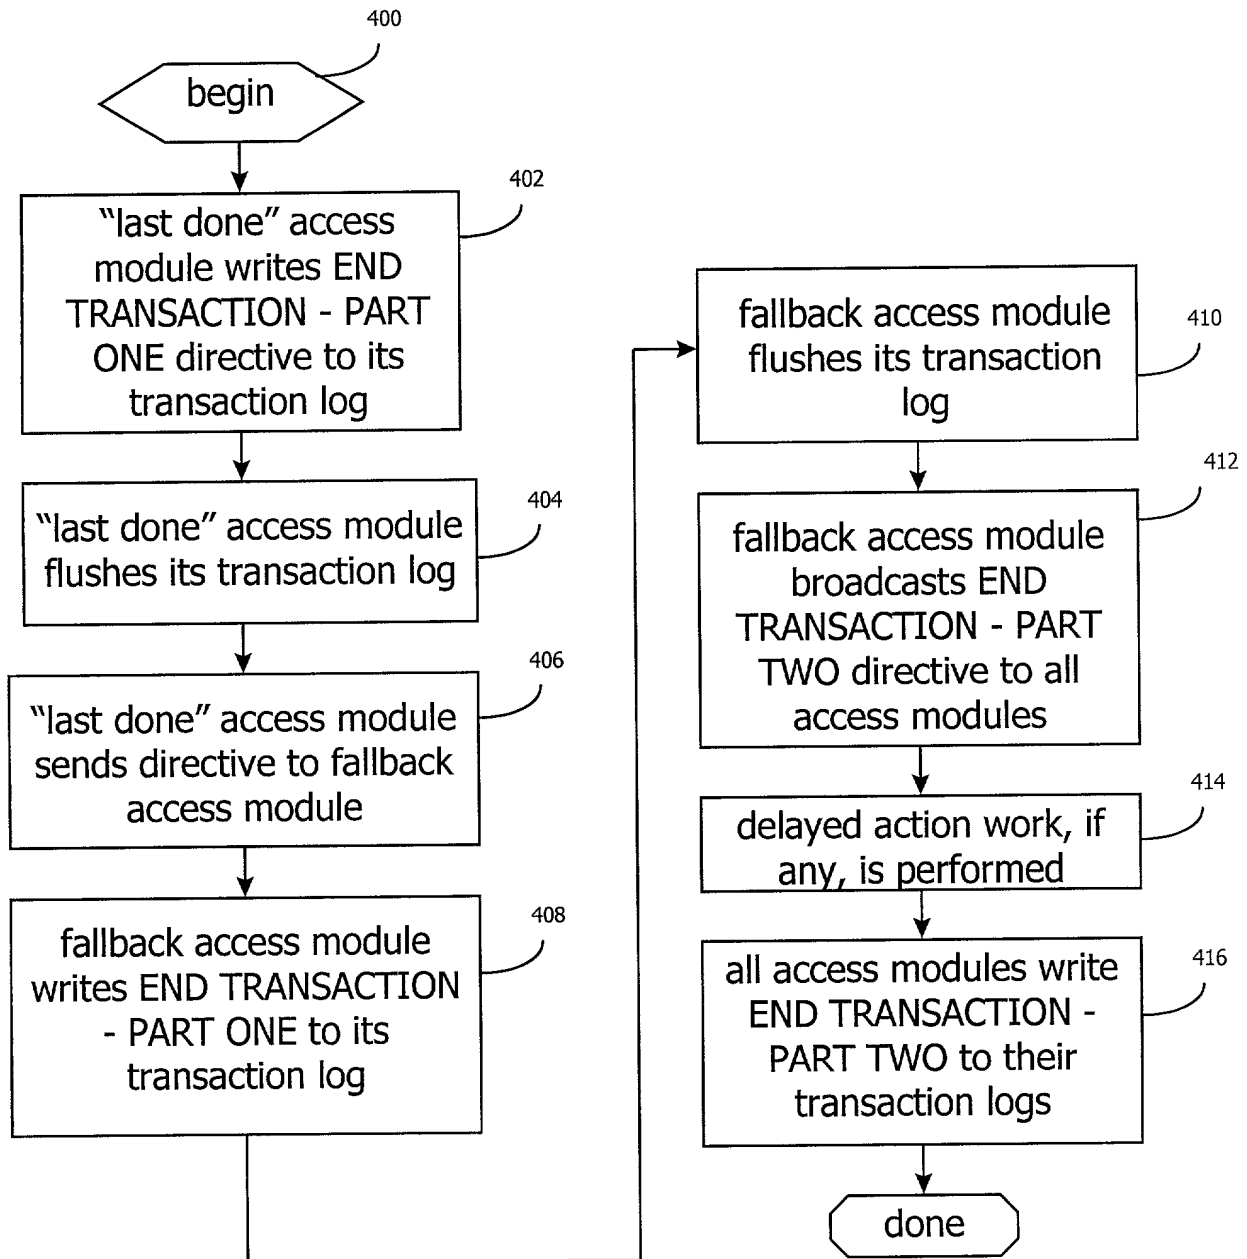 400
begin
402
“last done” access
module writes END
TRANSACTION - PART
ONE directive to its
transaction log
404
“last done” access module
flushes its transaction log
406
“last done” access module
sends directive to fallback
access module
408
fallback access module
writes END TRANSACTION
- PART ONE to its
transaction log
410
fallback access module
flushes its transaction
log
412
fallback access module
broadcasts END
TRANSACTION - PART
TWO directive to all
access modules
414
delayed action work, if
any, is performed
416
all access modules write
END TRANSACTION -
PART TWO to their
transaction logs
done